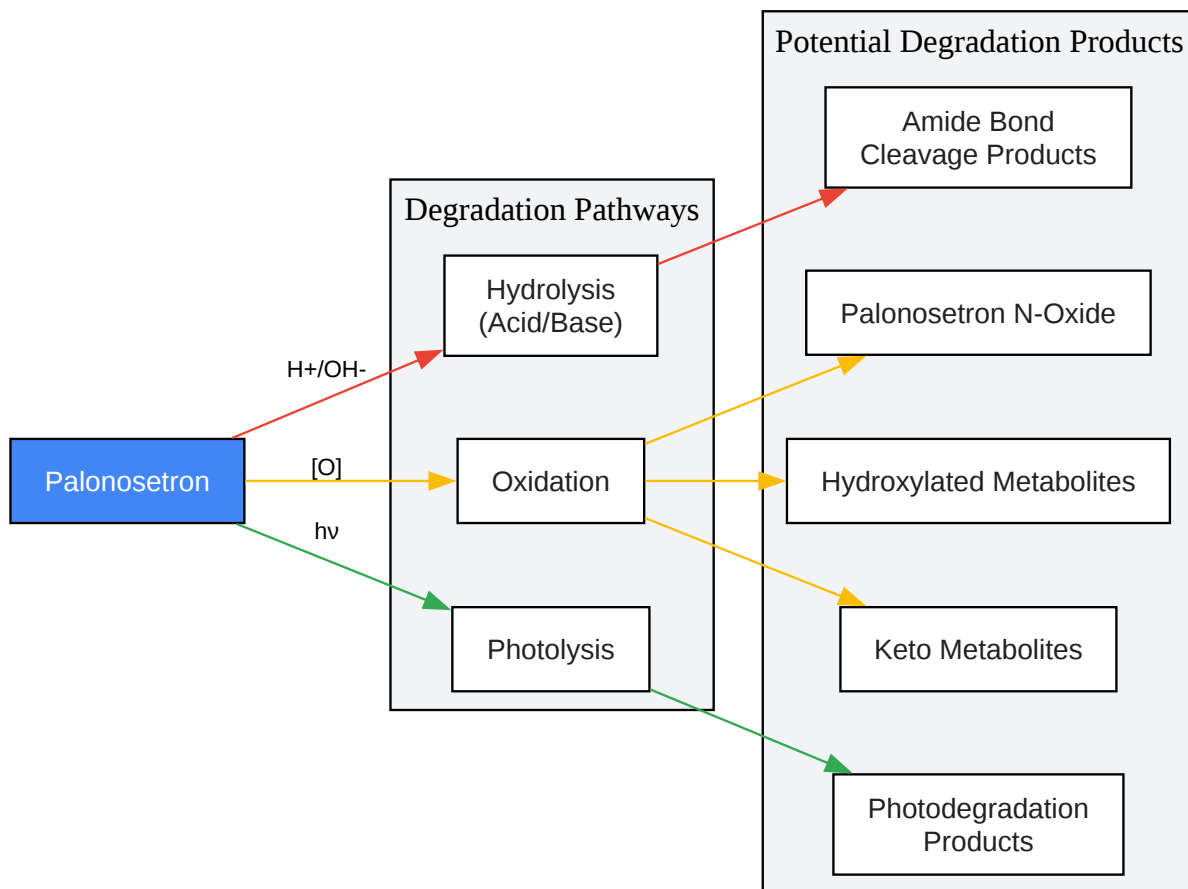 Potential Degradation Products
Amide Bond
Cleavage Products
Degradation Pathways
Hydrolysis
(Acid/Base)
Palonosetron N-Oxide
H+/OH-
Palonosetron
[O]
Oxidation
Hydroxylated Metabolites
hν
Photolysis
Keto Metabolites
Photodegradation
Products